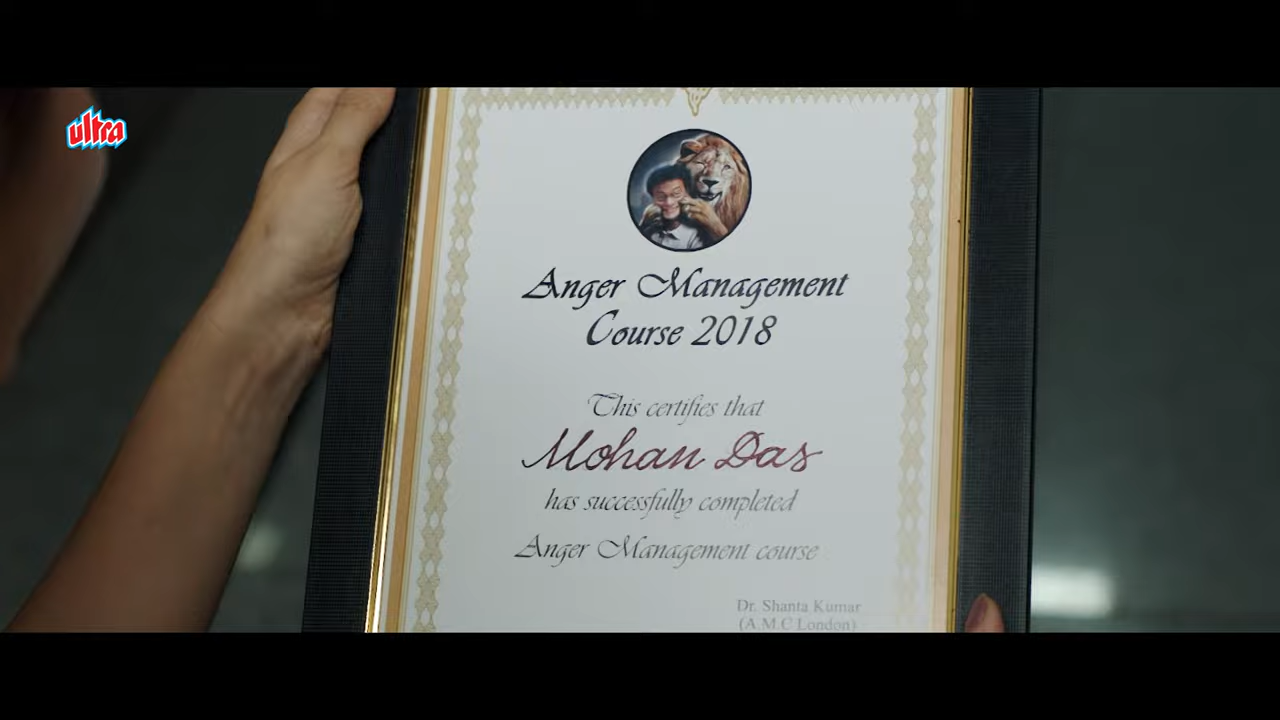 ultra
Anger Management
Course 2018
This certifies that
Mohan Das
has successfully completed
Anger Management course
Dr. Shanta Kumar
(A.M.C London)